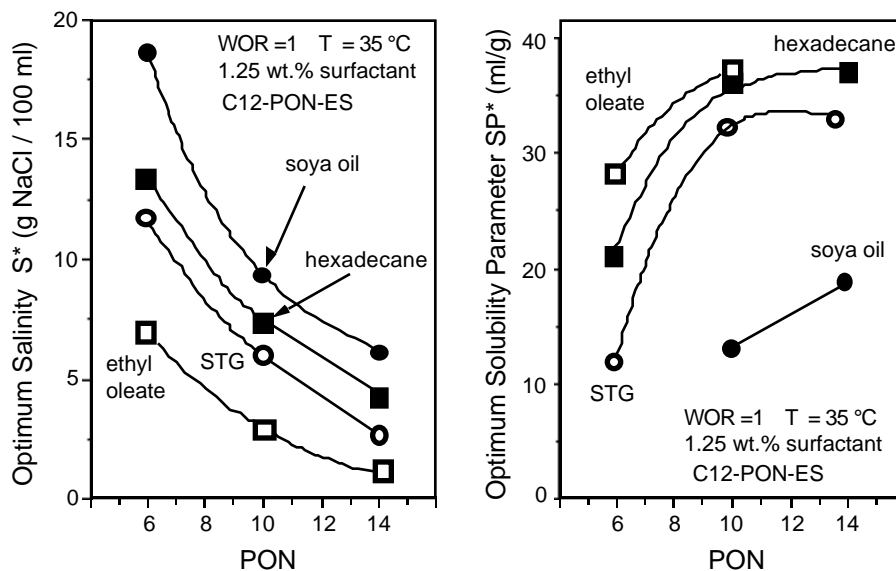 Optimum Salinity S* (g NaCl / 100 ml)
20
15
10
5
0
WOR =1 T = 35 °C
1.25 wt.% surfactant
C12-PON-ES
soya oil
hexadecane
STG
ethyl
oleate
6 8 10 12 14
PON
Optimum Solubility Parameter SP* (ml/g)
40
30
20
10
0
hexadecane
ethyl
oleate
soya oil
STG
WOR =1 T = 35 °C
1.25 wt.% surfactant
C12-PON-ES
6 8 10 12 14
PON